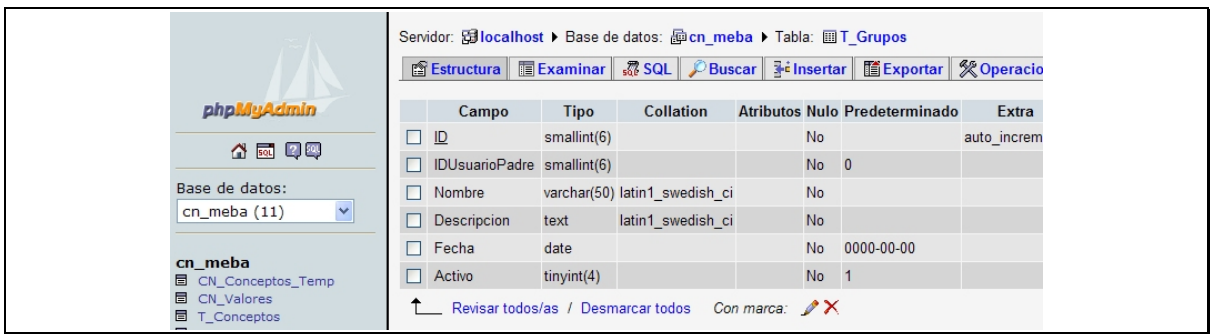 phpMyAdmin
SQL
Base de datos:
cn_meba (11)
cn_meba
CN_Conceptos_Temp
CN_Valores
T_Conceptos
Servidor: localhost Base de datos: cn_meba Tabla: T_Grupos
Estructura Examinar SQL Buscar Insertar Exportar Operacio
Campo Tipo Collation Atributos Nulo Predeterminado Extra
ID smallint(6) No auto_increm
IDUsuarioPadre smallint(6) No 0
Nombre varchar(50) latin1_swedish_ci No
Descripcion text latin1_swedish_ci No
Fecha date No 0000-00-00
Activo tinyint(4) No 1
Revisar todos/as / Desmarcar todos Con marca: